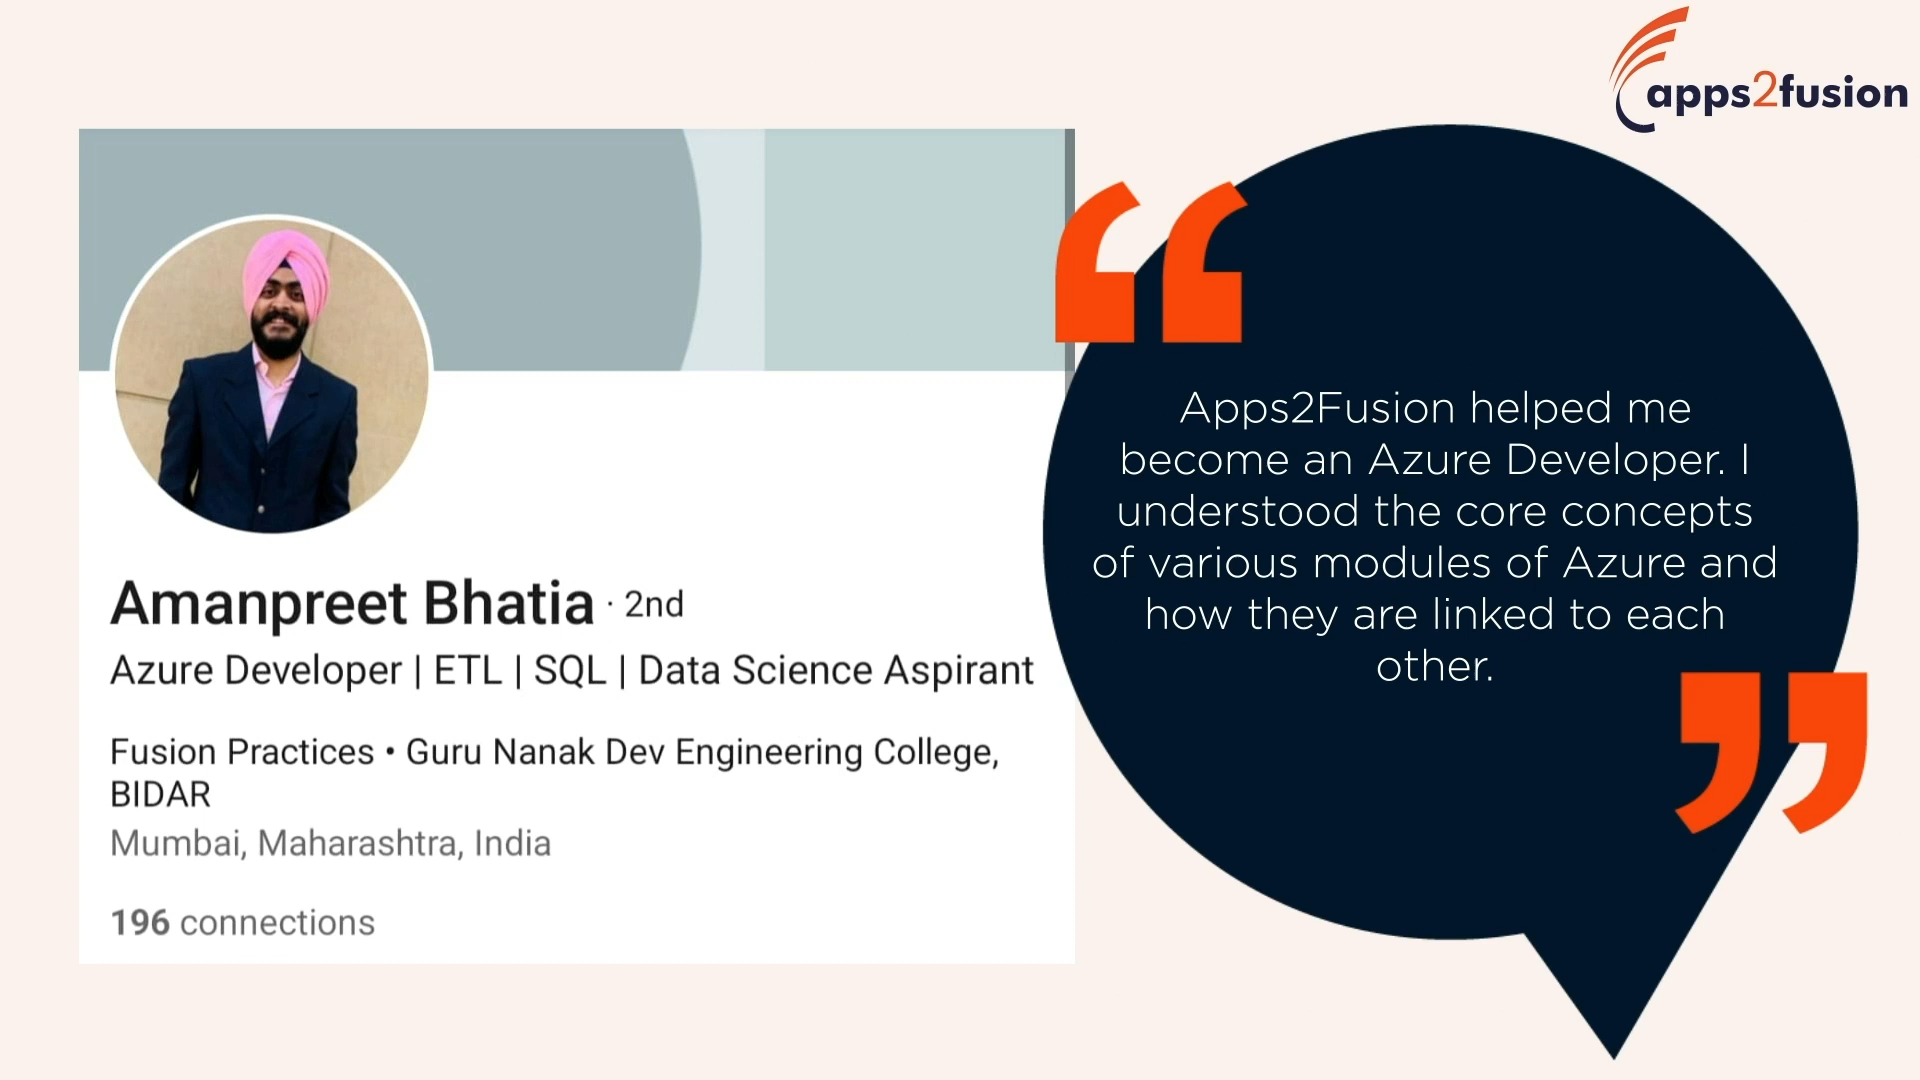 apps2fusion
Amanpreet Bhatia · 2nd
Azure Developer | ETL | SQL | Data Science Aspirant
Fusion Practices • Guru Nanak Dev Engineering College,
BIDAR
Mumbai, Maharashtra, India
196 connections
“
Apps2Fusion helped me
become an Azure Developer. I
understood the core concepts
of various modules of Azure and
how they are linked to each
other.
”